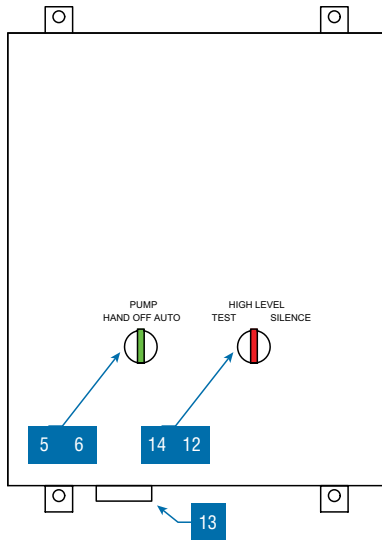 PUMP
HAND OFF AUTO
HIGH LEVEL
TEST SILENCE
5 6
14 12
13